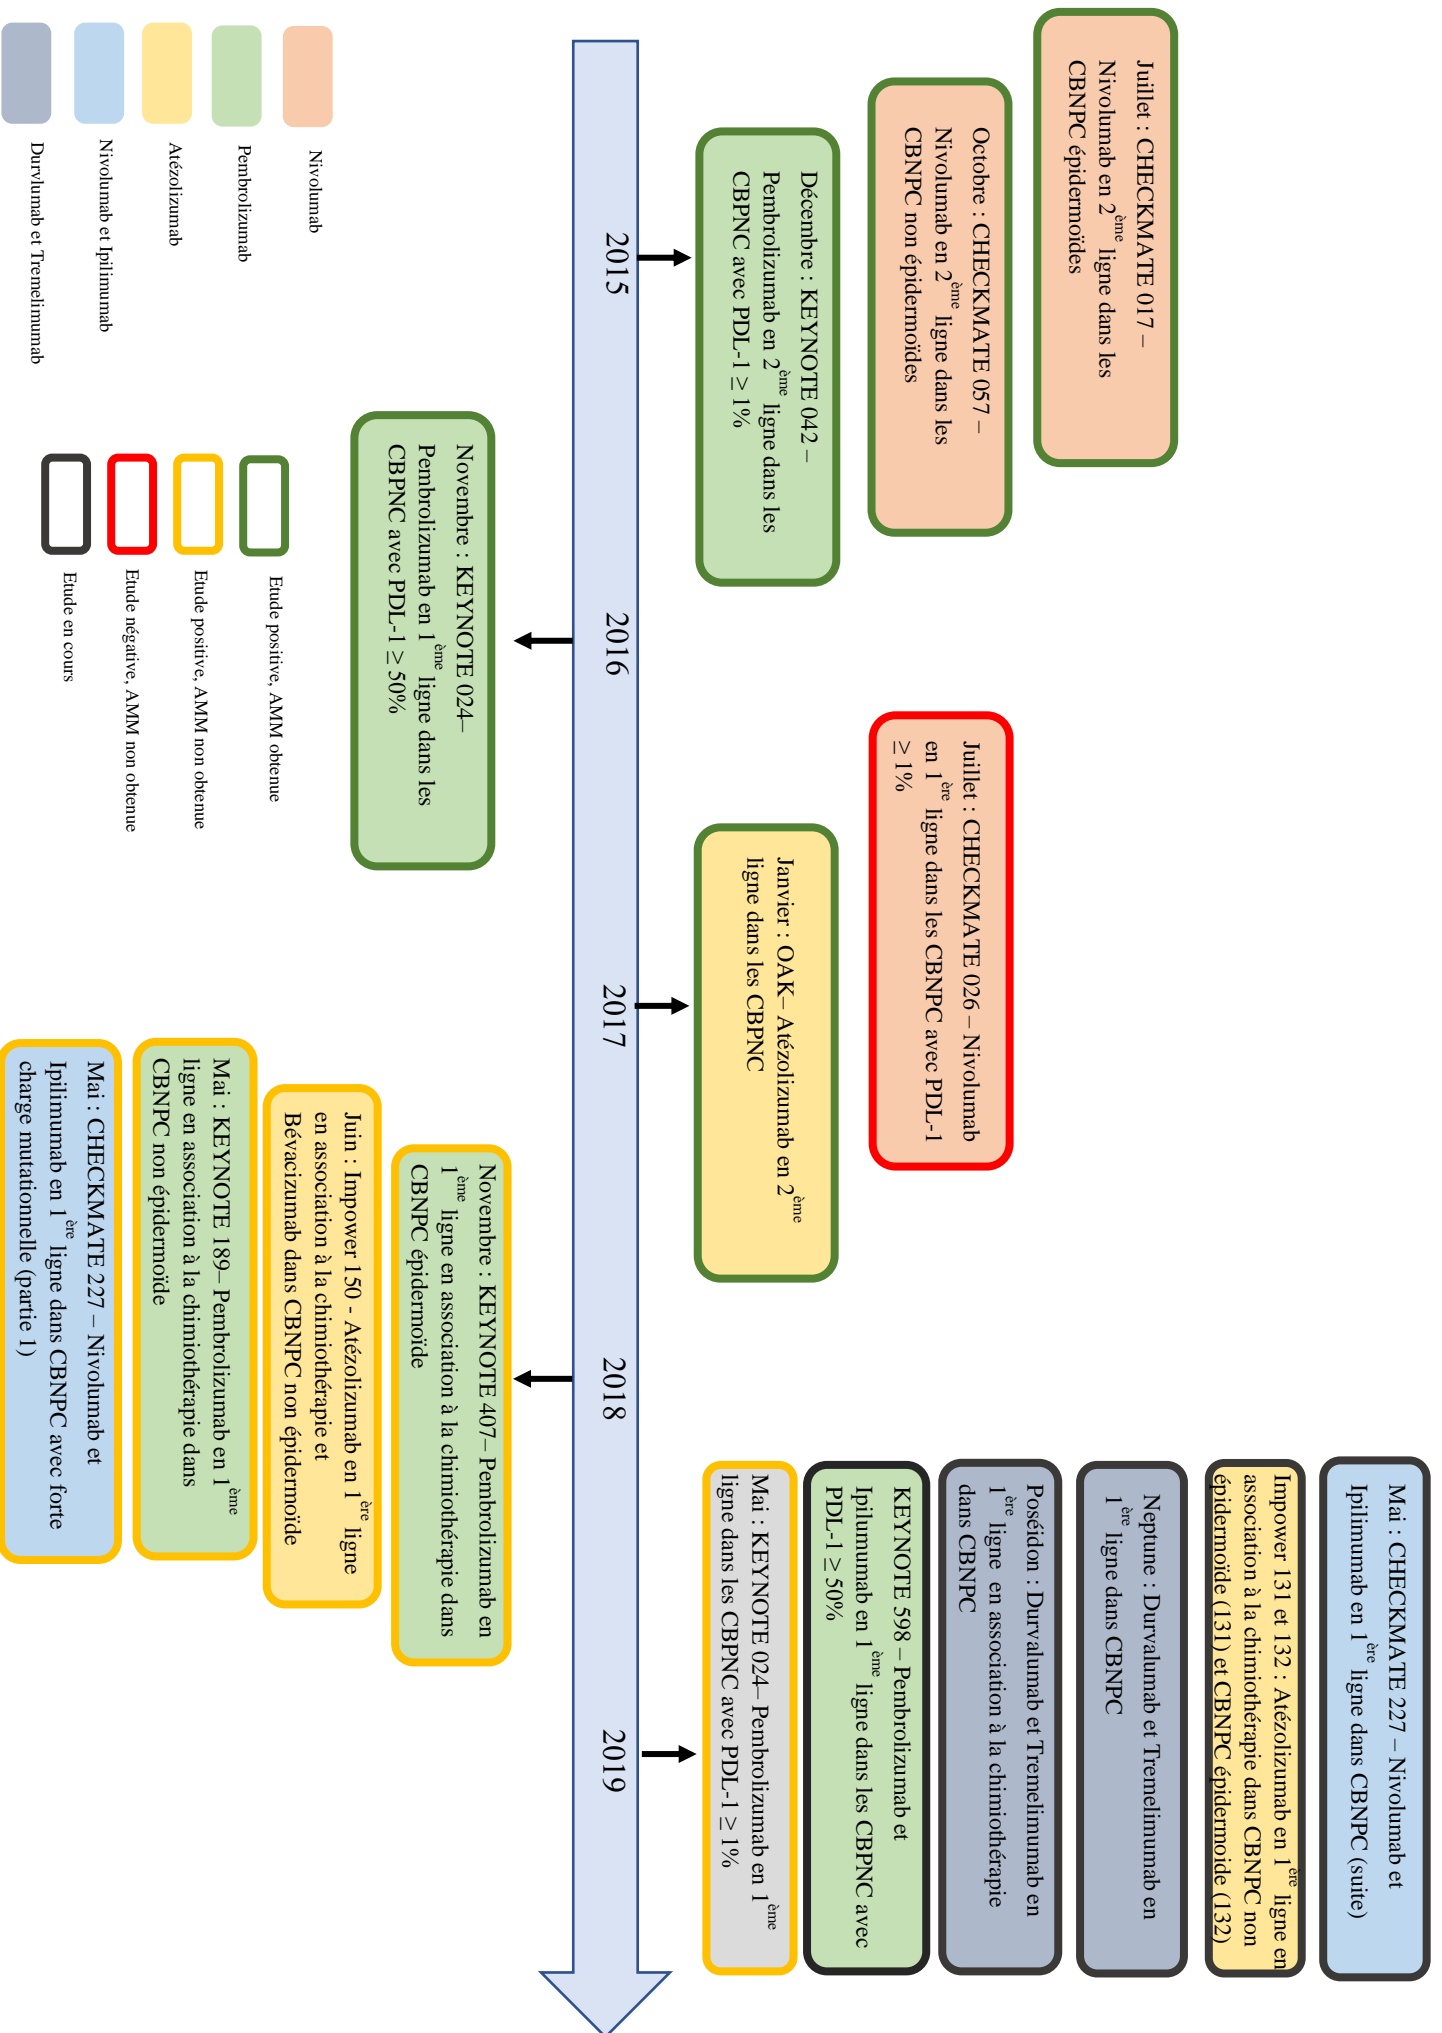 Juillet : CHECKMATE 017 –
Nivolumab en 2ème ligne dans les
CBNPC épidermoïdes
Octobre : CHECKMATE 057 –
Nivolumab en 2ème ligne dans les
CBNPC non épidermoïdes
Décembre : KEYNOTE 042 –
Pembrolizumab en 2ème ligne dans les
CBPNC avec PDL-1 ≥ 1%
Juillet : CHECKMATE 026 – Nivolumab
en 1ère ligne dans les CBNPC avec PDL-1
≥ 1%
Janvier : OAK– Atézolizumab en 2ème
ligne dans les CBPNC
Mai : CHECKMATE 227 – Nivolumab et
Ipilimumab en 1ère ligne dans CBNPC (suite)
Impower 131 et 132 : Atézolizumab en 1ère ligne en
association à la chimiothérapie dans CBNPC non
épidermoïde (131) et CBNPC épidermoide (132)
Neptune : Durvalumab et Tremelimumab en
1ère ligne dans CBNPC
Poséidon : Durvalumab et Tremelimumab en
1ère ligne en association à la chimiothérapie
dans CBNPC
KEYNOTE 598 – Pembrolizumab et
Ipilumumab en 1ème ligne dans les CBPNC avec
PDL-1 ≥ 50%
Mai : KEYNOTE 024– Pembrolizumab en 1ème
ligne dans les CBPNC avec PDL-1 ≥ 1%
2015
2016
2017
2018
2019
Novembre : KEYNOTE 024–
Pembrolizumab en 1ème ligne dans les
CBPNC avec PDL-1 ≥ 50%
Novembre : KEYNOTE 407– Pembrolizumab en
1ème ligne en association à la chimiothérapie dans
CBNPC épidermoïde
Juin : Impower 150 - Atézolizumab en 1ère ligne
en association à la chimiothérapie et
Bévacizumab dans CBNPC non épidermoïde
Mai : KEYNOTE 189– Pembrolizumab en 1ème
ligne en association à la chimiothérapie dans
CBNPC non épidermoïde
Mai : CHECKMATE 227 – Nivolumab et
Ipilimumab en 1ère ligne dans CBNPC avec forte
charge mutationnelle (partie 1)
Nivolumab
Pembrolizumab
Atézolizumab
Nivolumab et Ipilimumab
Durvlumab et Tremelimumab
Etude positive, AMM obtenue
Etude positive, AMM non obtenue
Etude négative, AMM non obtenue
Etude en cours